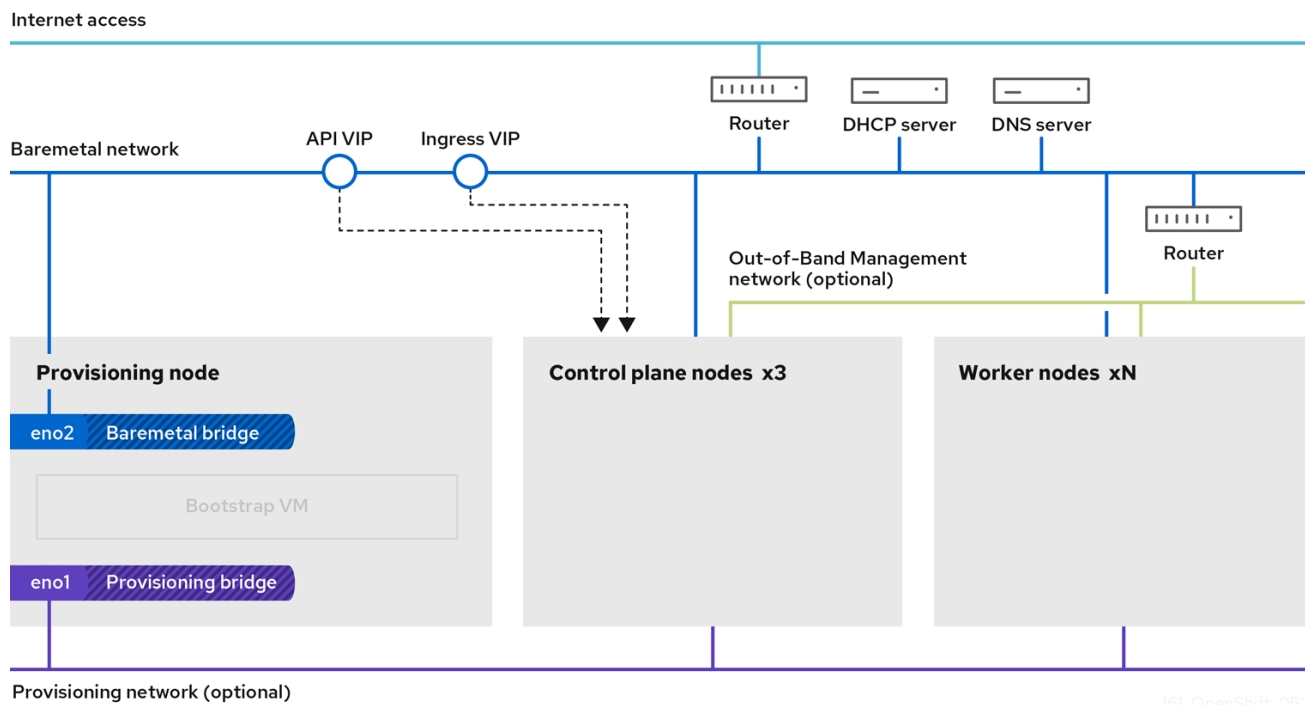 Internet access
Router
DHCP server
DNS server
API VIP
Ingress VIP
Baremetal network
Router
Out-of-Band Management
network (optional)
Provisioning node
Control plane nodes x3
Worker nodes xN
eno2
Baremetal bridge
Bootstrap VM
eno1
Provisioning bridge
Provisioning network (optional)
161_OpenShift_